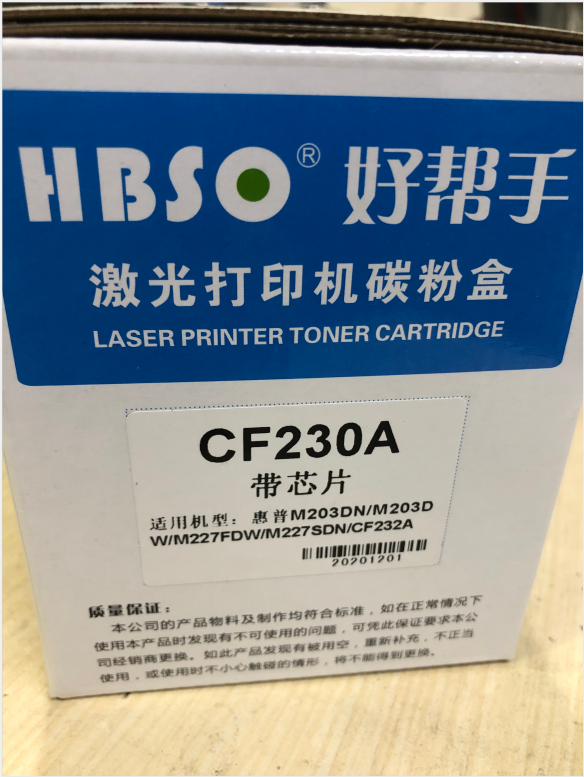 HBSO® 好帮手
激光打印机碳粉盒
LASER PRINTER TONER CARTRIDGE
CF230A
带芯片
适用机型：惠普M203DN/M203D
W/M227FDW/M227SDN/CF232A
20201201
质量保证：
本公司的产品物料及制作均符合标准，如在正常情况下
使用本产品时发现有不可使用的问题，可凭此保证要求本公
司经销商更换。如此产品发现有被用空，重新补充，不正当
使用，或使用时不小心触碰的情形，将不能得到更换。